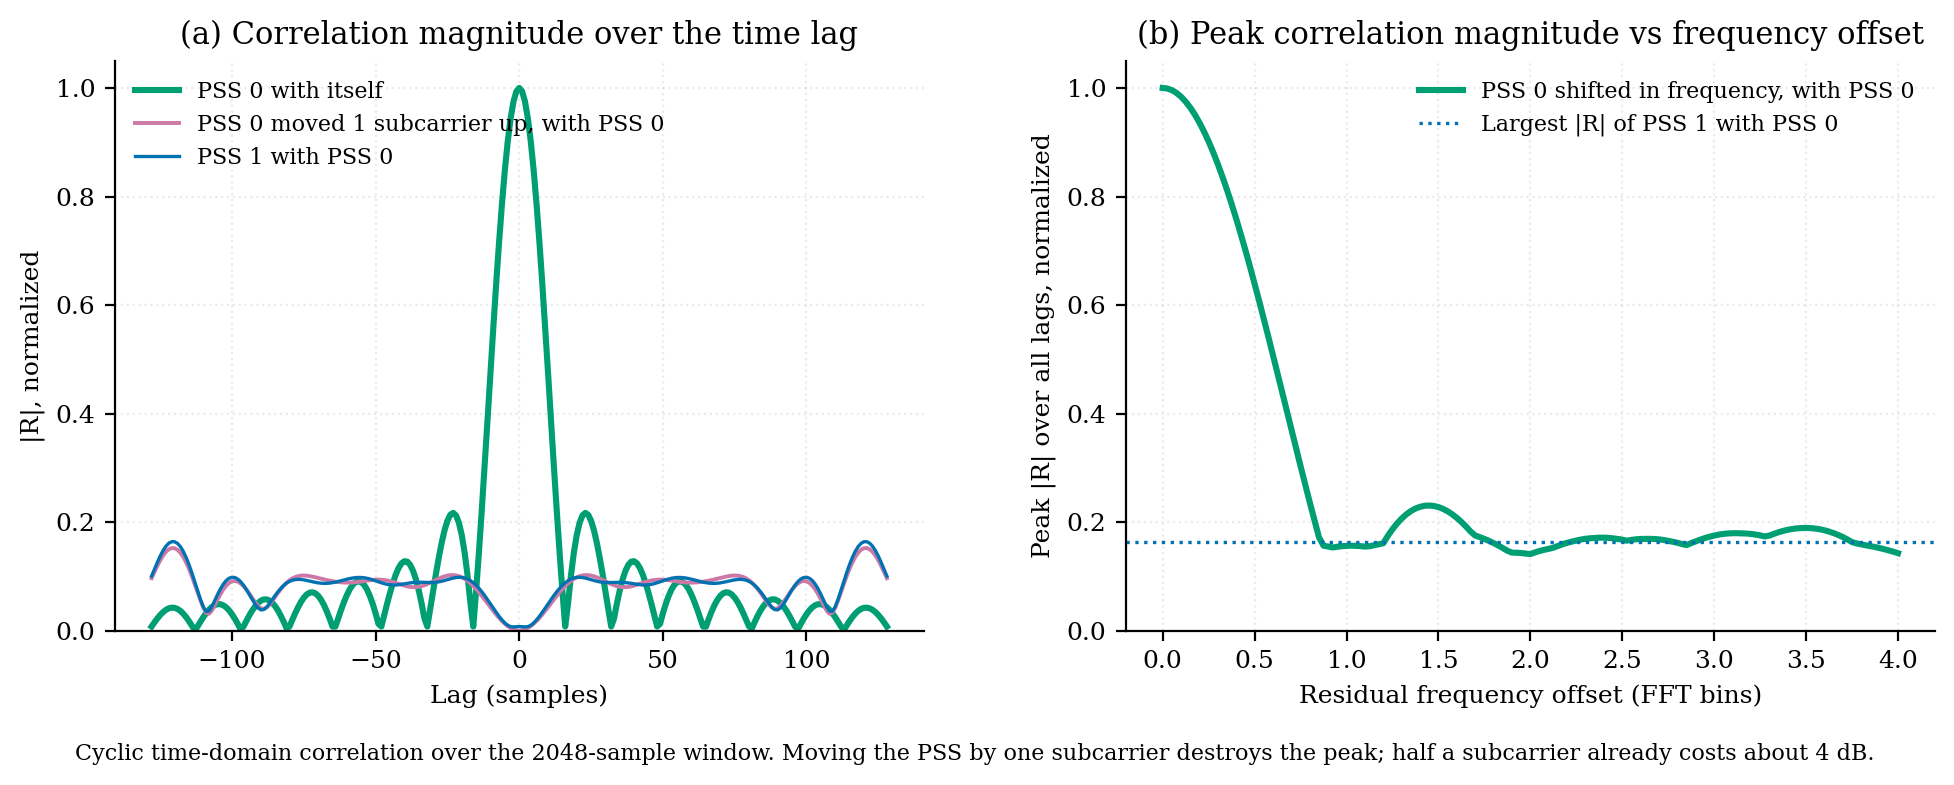 (a) Correlation magnitude over the time lag
1.0
0.8
0.6
0.4
0.2
0.0
|R|, normalized
PSS 0 with itself
PSS 0 moved 1 subcarrier up, with PSS 0
PSS 1 with PSS 0
−100
−50
0
50
100
Lag (samples)
(b) Peak correlation magnitude vs frequency offset
1.0
0.8
0.6
0.4
0.2
0.0
Peak |R| over all lags, normalized
PSS 0 shifted in frequency, with PSS 0
Largest |R| of PSS 1 with PSS 0
0.0
0.5
1.0
1.5
2.0
2.5
3.0
3.5
4.0
Residual frequency offset (FFT bins)
Cyclic time-domain correlation over the 2048-sample window. Moving the PSS by one subcarrier destroys the peak; half a subcarrier already costs about 4 dB.